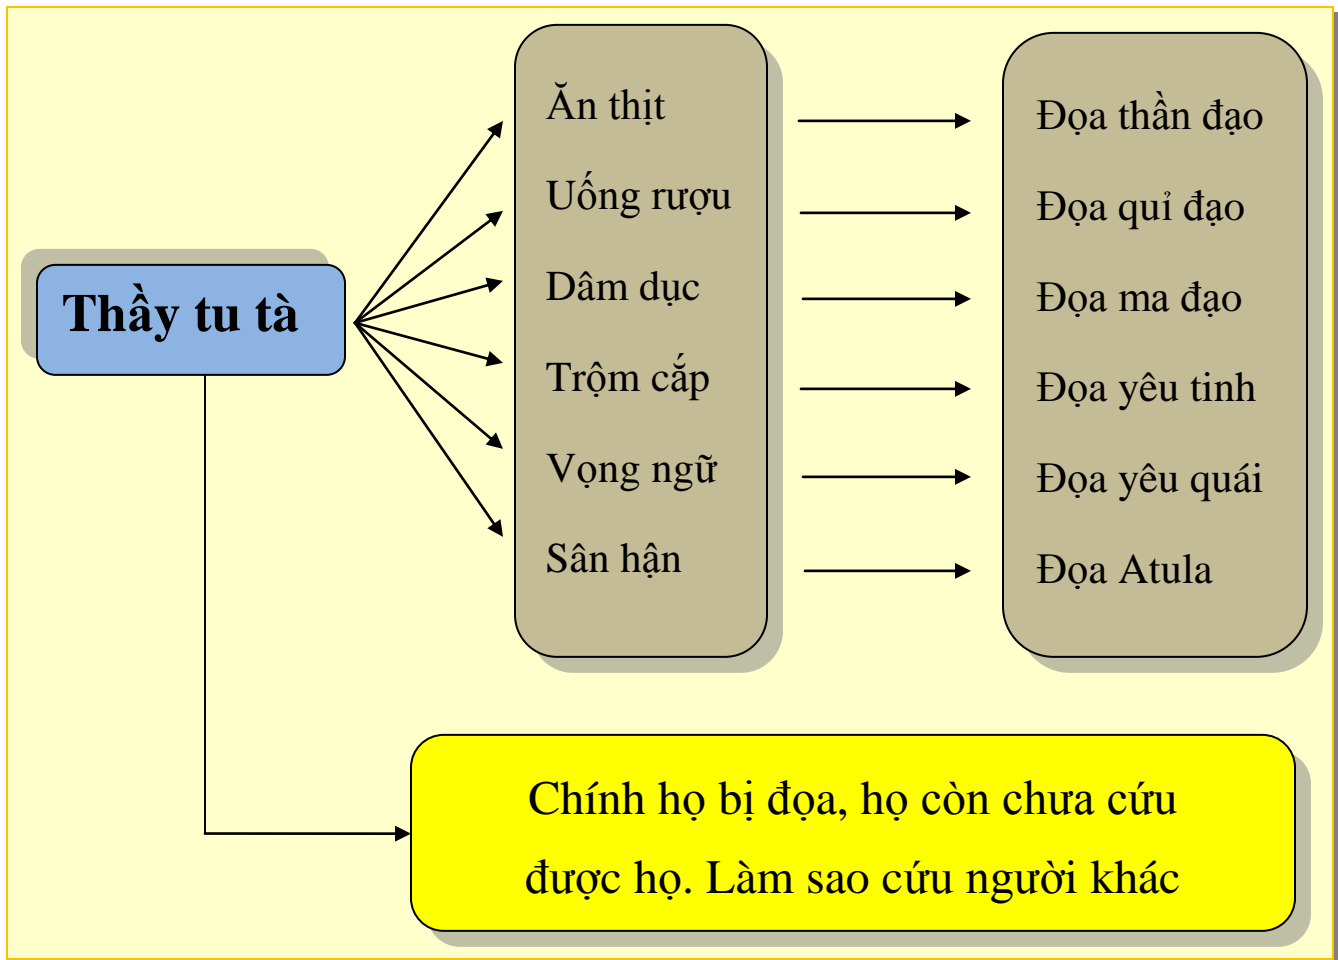 Thầy tu tà
Ăn thịt
Uống rượu
Dâm dục
Trộm cắp
Vọng ngữ
Sân hận
Đọa thần đạo
Đọa quỉ đạo
Đọa ma đạo
Đọa yêu tinh
Đọa yêu quái
Đọa Atula
Chính họ bị đọa, họ còn chưa cứu
được họ. Làm sao cứu người khác